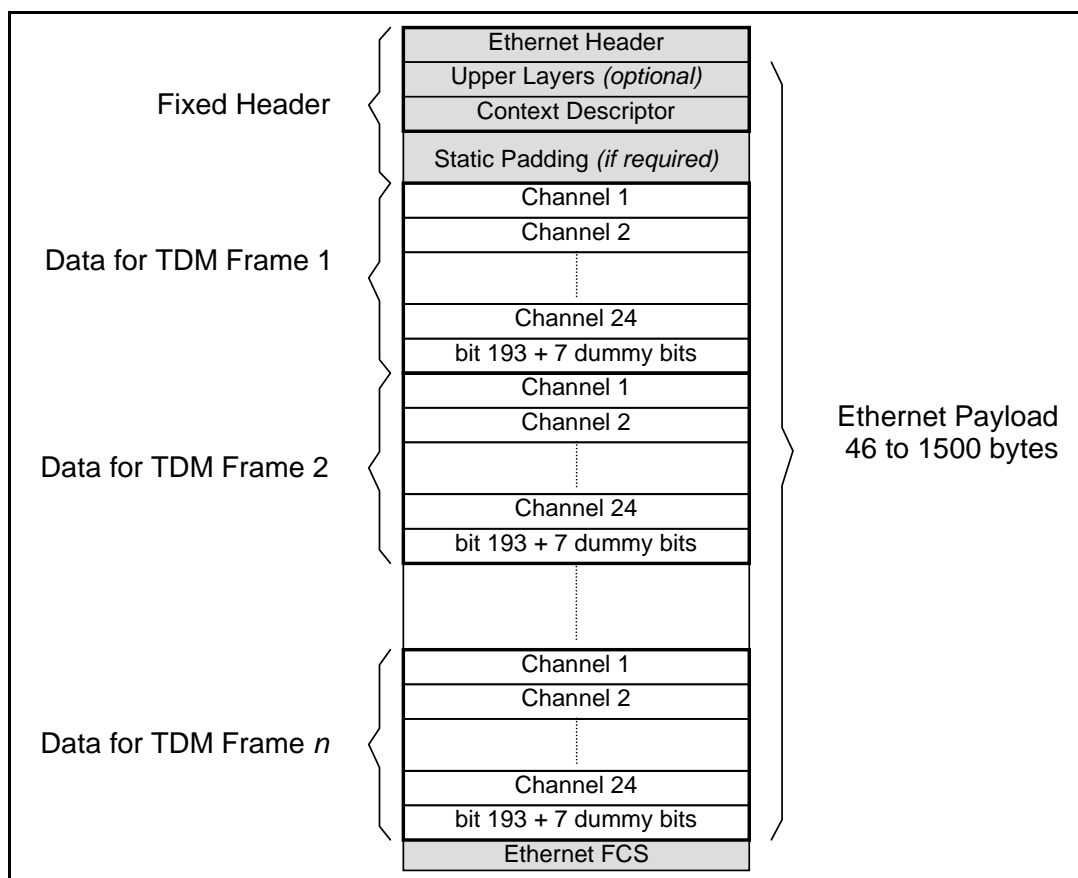 Ethernet Header
Upper Layers (optional)
Fixed Header
Context Descriptor
Static Padding (if required)
Channel 1
Channel 2
Data for TDM Frame 1
Channel 24
bit 193 + 7 dummy bits
Channel 1
Channel 2
Ethernet Payload
46 to 1500 bytes
Data for TDM Frame 2
Channel 24
bit 193 + 7 dummy bits
Channel 1
Channel 2
Data for TDM Frame n
Channel 24
bit 193 + 7 dummy bits
Ethernet FCS